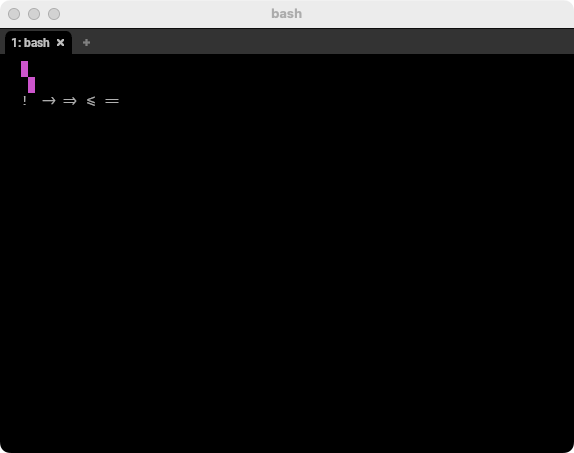 bash
1: bash × +
! → ⇒ ⩽ ==